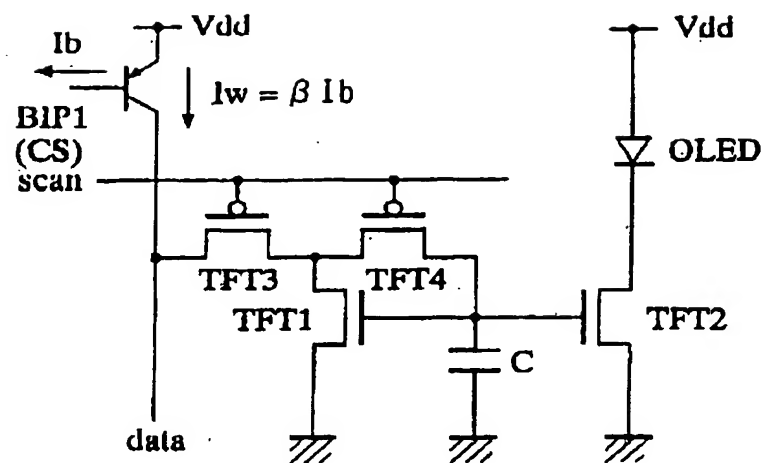 Vdd
Ib
Iw = β Ib
BIP1
(CS)
scan
Vdd
OLED
TFT3
TFT4
TFT1
TFT2
C
data